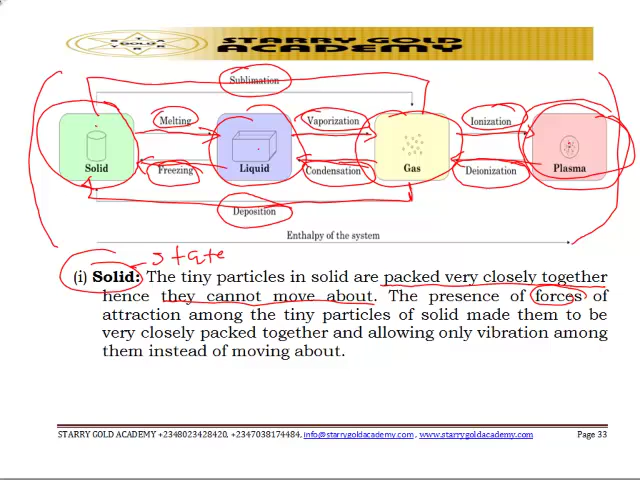 STARRY GOLD
ACADEMY
S T A
GOLD
Y R R
Sublimation
Melting Vaporization Ionization
Solid Liquid Gas Plasma
Freezing Condensation Deionization
Deposition
Enthalpy of the system
state
(i) Solid: The tiny particles in solid are packed very closely together
hence they cannot move about. The presence of forces of
attraction among the tiny particles of solid made them to be
very closely packed together and allowing only vibration among
them instead of moving about.
STARRY GOLD ACADEMY +2348023428420, +2347038174484, info@starrygoldacademy.com , www.starrygoldacademy.com Page 33